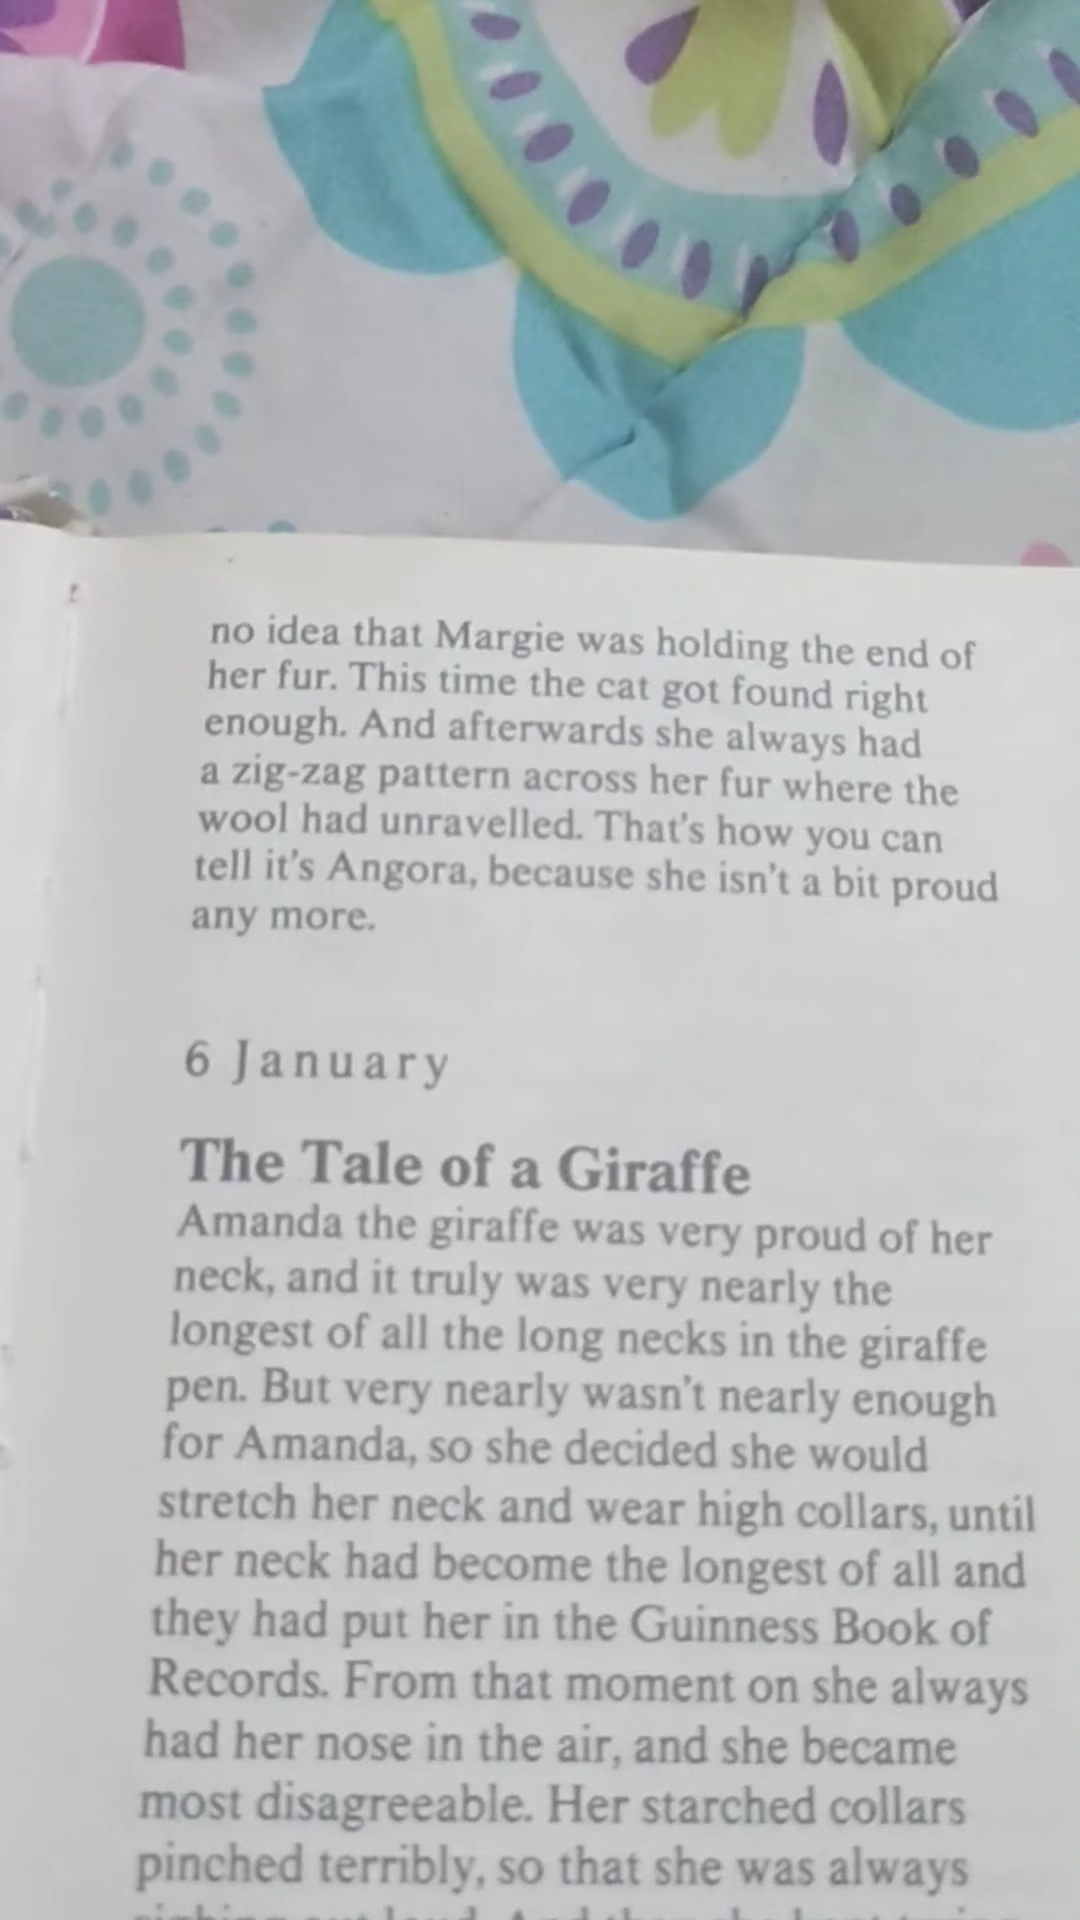 no idea that Margie was holding the end of
her fur. This time the cat got found right
enough. And afterwards she always had
a zig-zag pattern across her fur where the
wool had unravelled. That's how you can
tell it's Angora, because she isn't a bit proud
any more.
6 January
The Tale of a Giraffe
Amanda the giraffe was very proud of her
neck, and it truly was very nearly the
longest of all the long necks in the giraffe
pen. But very nearly wasn't nearly enough
for Amanda, so she decided she would
stretch her neck and wear high collars, until
her neck had become the longest of all and
they had put her in the Guinness Book of
Records. From that moment on she always
had her nose in the air, and she became
most disagreeable. Her starched collars
pinched terribly, so that she was always